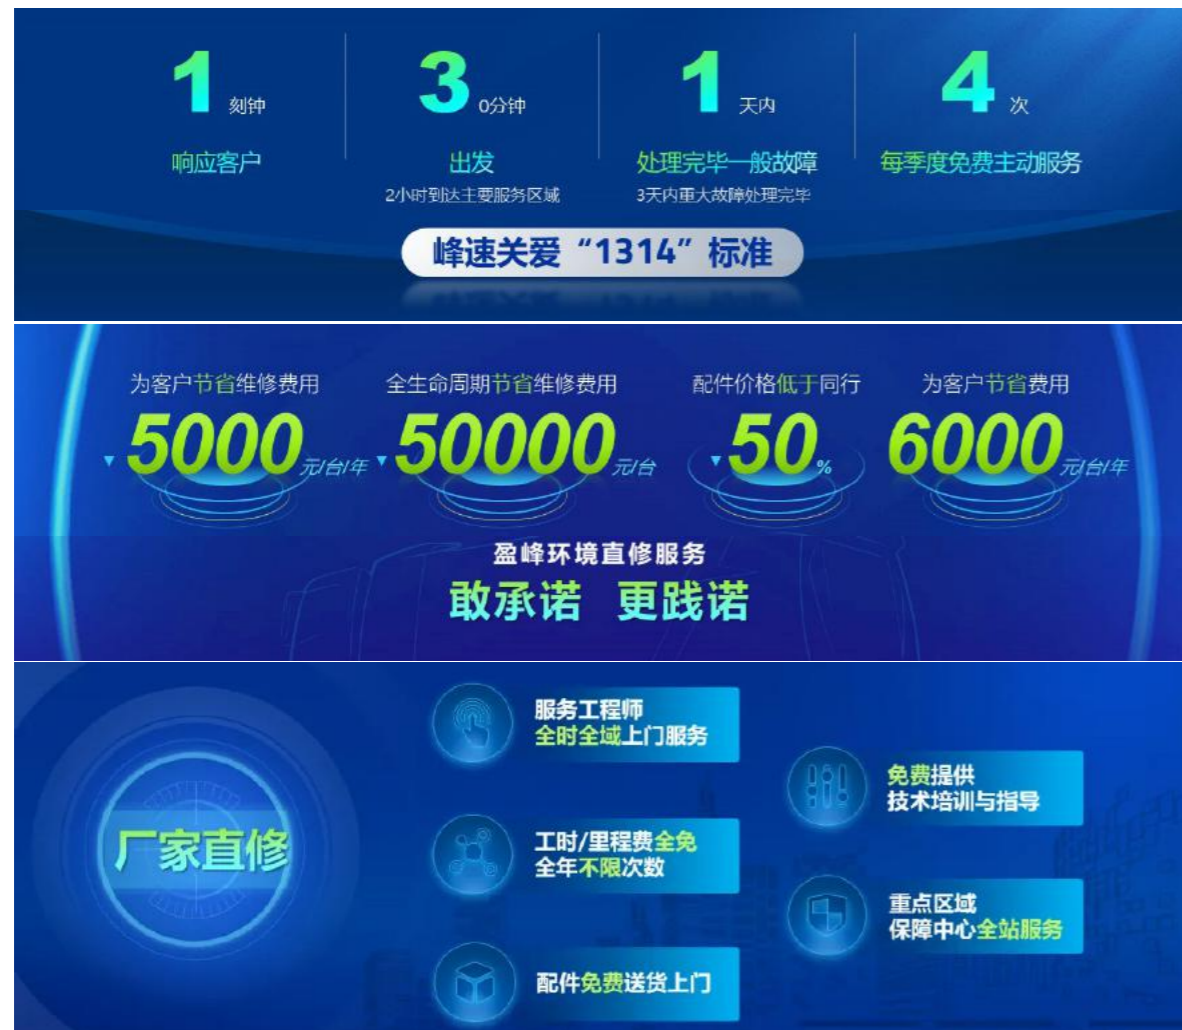 1刻钟
响应客户
30分钟
出发
2小时到达主要服务区域
1天内
处理完毕一般故障
3天内重大故障处理完毕
4次
每季度免费主动服务
峰速关爱“1314”标准
为客户节省维修费用
5000元/台/年
全生命周期节省维修费用
50000元/台
配件价格低于同行
50%
为客户节省费用
6000元/台/年
盈峰环境直修服务
敢承诺 更践诺
厂家直修
服务工程师
全时全域上门服务
工时/里程费全免
全年不限次数
配件免费送货上门
免费提供
技术培训与指导
重点区域
保障中心全站服务